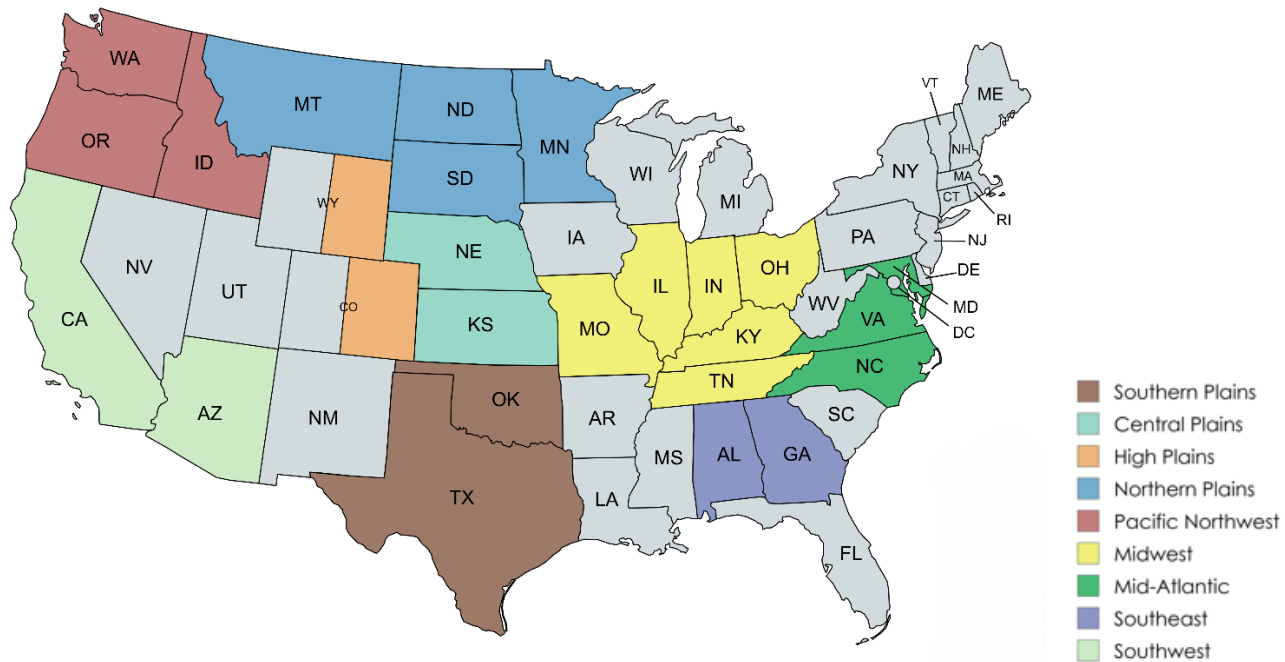 WA
MT
ND
MN
OR
ID
SD
WY
WI
MI
VT
ME
NH
NY
MA
CT
RI
NV
UT
CO
NE
IA
PA
NJ
CA
KS
IL
IN
OH
DE
MD
DC
WV
VA
MO
KY
AZ
NM
OK
TN
NC
AR
SC
TX
LA
MS
AL
GA
FL
Southern Plains
Central Plains
High Plains
Northern Plains
Pacific Northwest
Midwest
Mid-Atlantic
Southeast
Southwest